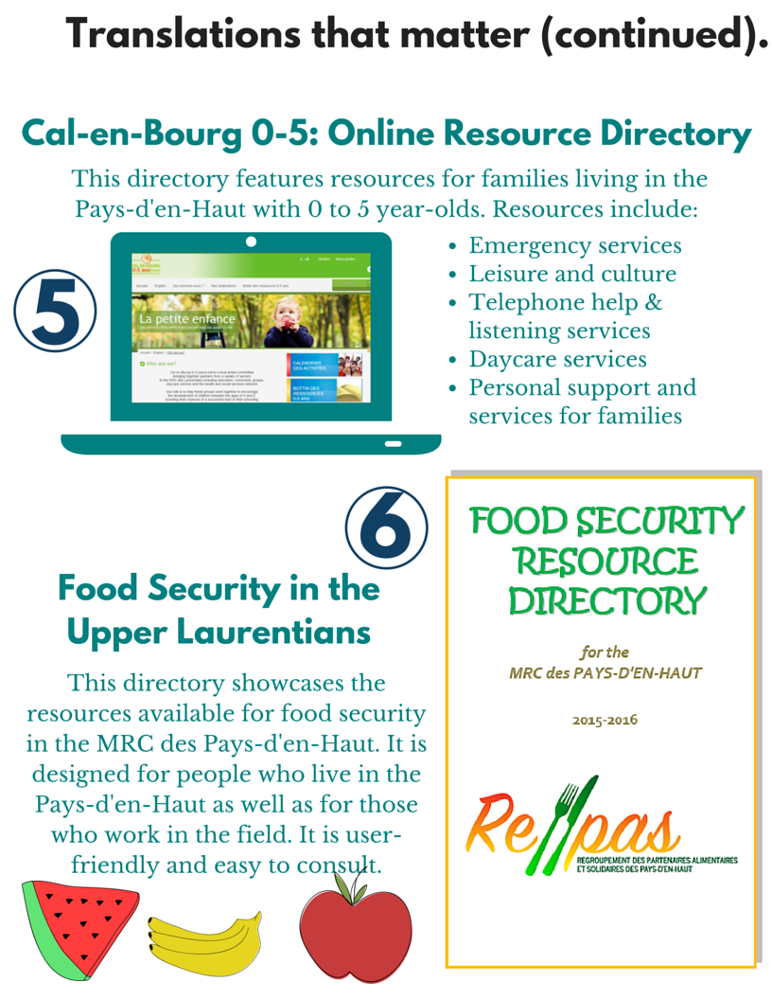 Translations that matter (continued).
Cal-en-Bourg 0-5: Online Resource Directory
This directory features resources for families living in the
Pays-d'en-Haut with 0 to 5 year-olds. Resources include:
5
La petite enfance
Who are we?
CALENDRIER
DES ACTIVITÉS
BOTTIN DES
RESSOURCES
0-5 ANS
• Emergency services
• Leisure and culture
• Telephone help &
listening services
• Daycare services
• Personal support and
services for families
6
Food Security in the
Upper Laurentians
This directory showcases the
resources available for food security
in the MRC des Pays-d'en-Haut. It is
designed for people who live in the
Pays-d'en-Haut as well as for those
who work in the field. It is user-
friendly and easy to consult.
FOOD SECURITY
RESOURCE
DIRECTORY
for the
MRC des PAYS-D'EN-HAUT
2015-2016
Repas
REGROUPEMENT DES PARTENAIRES ALIMENTAIRES
ET SOLIDAIRES DES PAYS-D'EN-HAUT